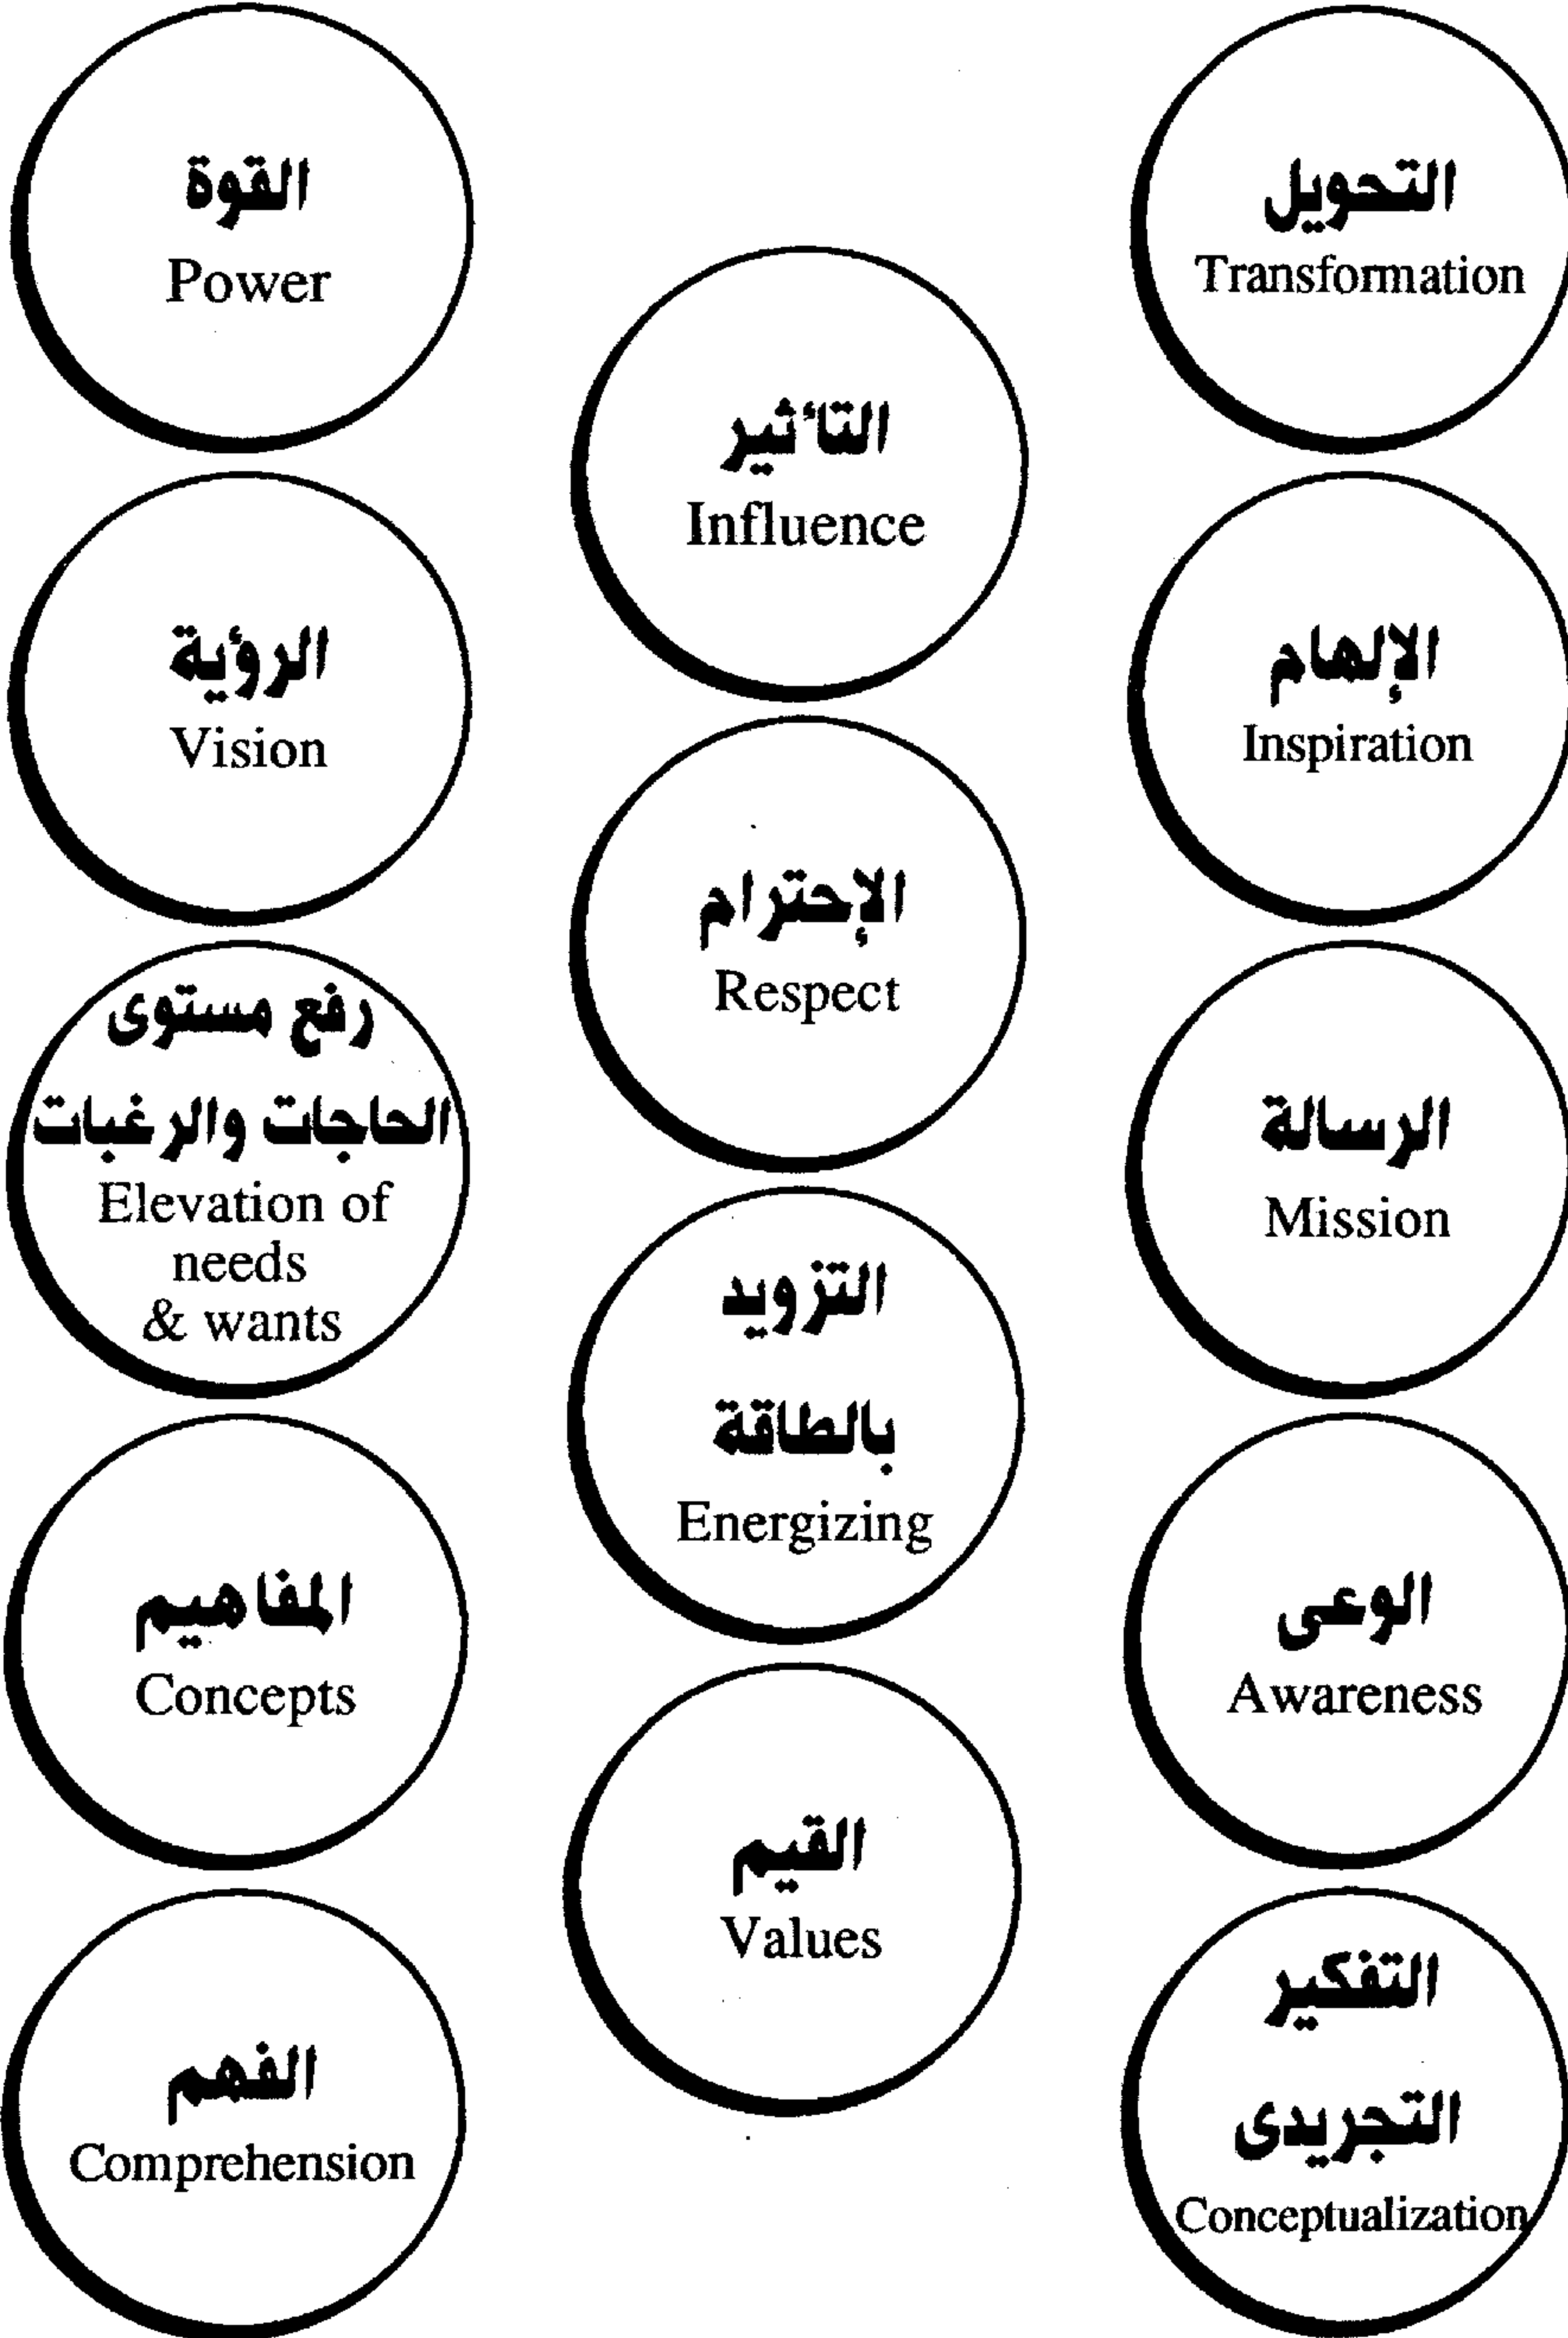 القوة
Power
التحويل
Transformation
التأثير
Influence
الرؤية
Vision
الإلهام
Inspiration
الإحترام
Respect
رفع مستوى
الحاجات والرغبات
Elevation of
needs
& wants
الرسالة
Mission
التزويد
بالطاقة
Energizing
المفاهيم
Concepts
الوعى
Awareness
القيم
Values
الفهم
Comprehension
التفكير
التجريدى
Conceptualization